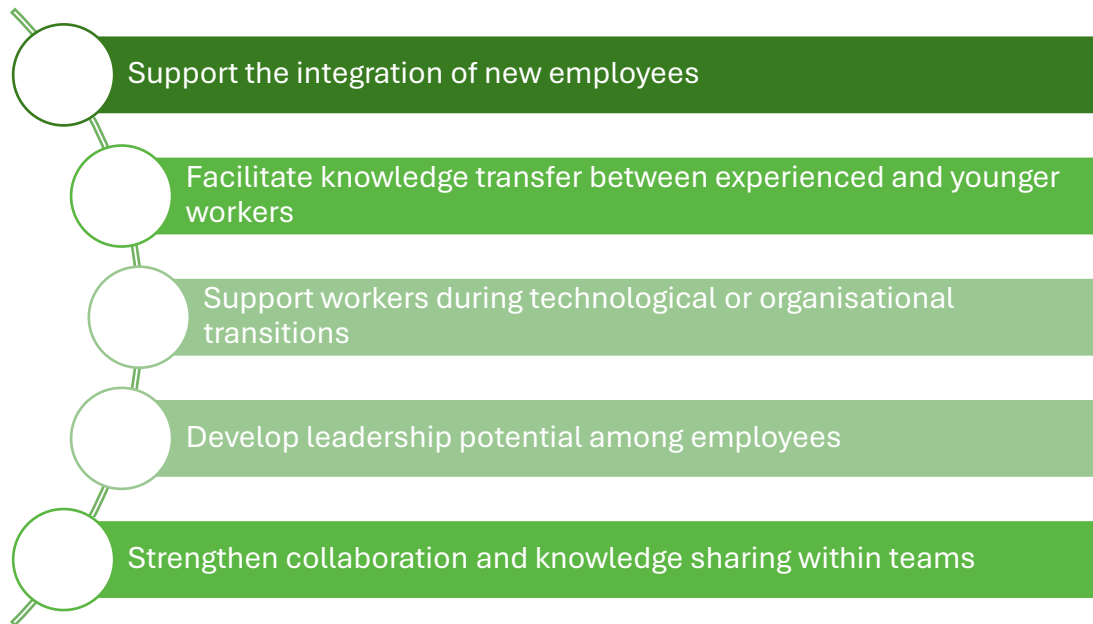 Support the integration of new employees
Facilitate knowledge transfer between experienced and younger
workers
Support workers during technological or organisational
transitions
Develop leadership potential among employees
Strengthen collaboration and knowledge sharing within teams